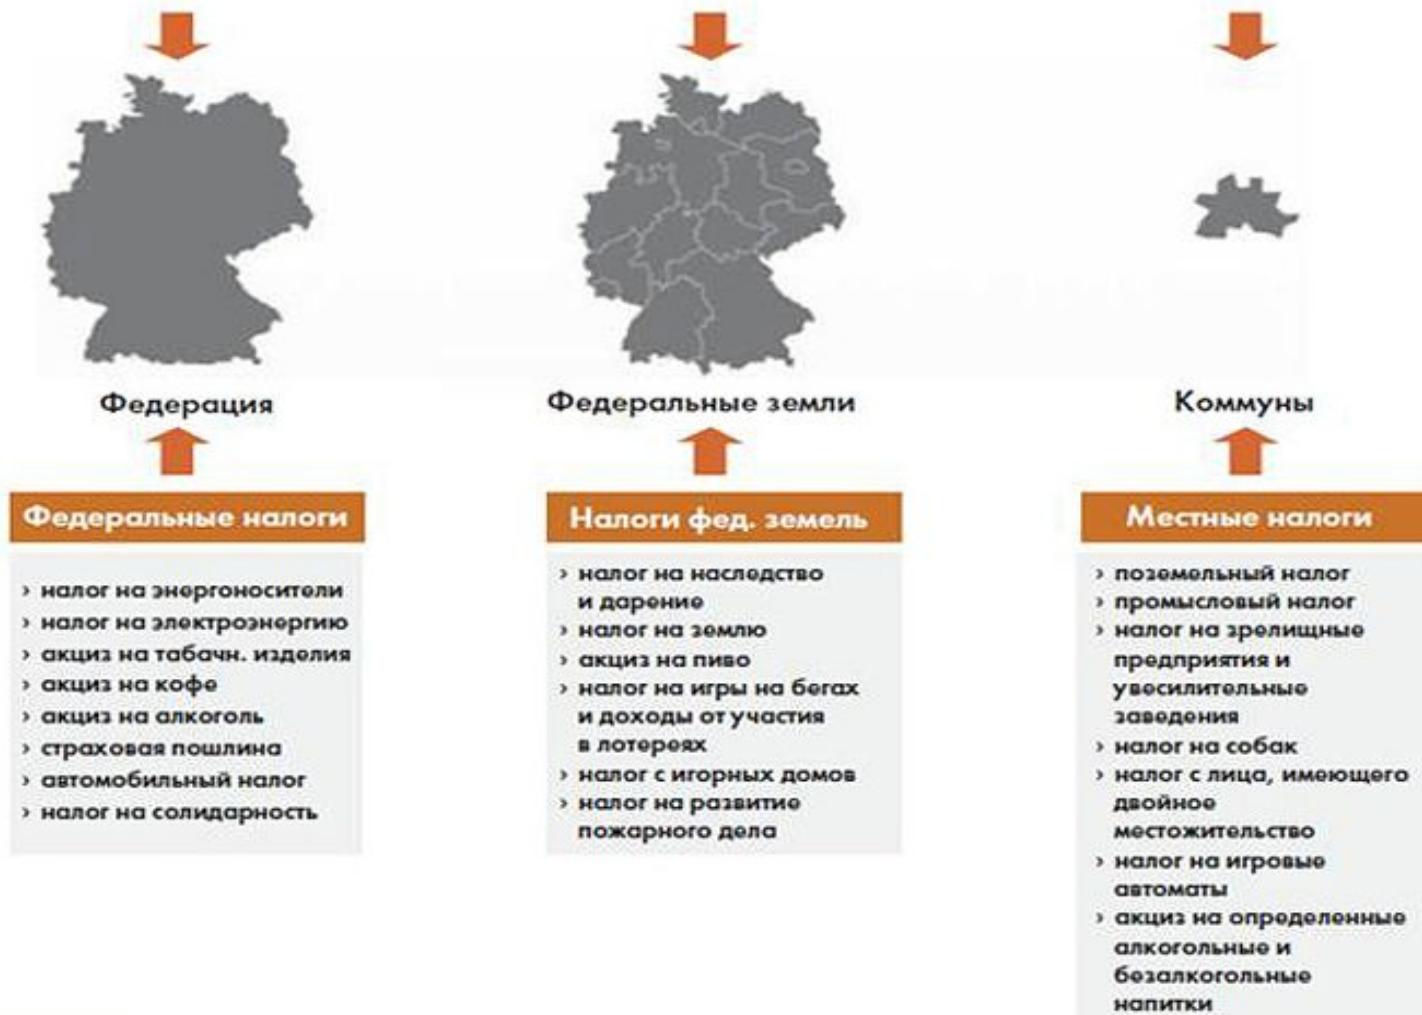 Федерация
Федеральные земли
Коммуны
Федеральные налоги
› налог на энергоносители
› налог на электроэнергию
› акциз на табачн. изделия
› акциз на кофе
› акциз на алкоголь
› страховая пошлина
› автомобильный налог
› налог на солидарность
Налоги фед. земель
› налог на наследство
и дарение
› налог на землю
› акциз на пиво
› налог на игры на бегах
и доходы от участия
в лотереях
› налог с игорных домов
› налог на развитие
пожарного дела
Местные налоги
› поземельный налог
› промысловый налог
› налог на зрелищные
предприятия и
увесилительные
заведения
› налог на собак
› налог с лица, имеющего
двойное
местожительство
› налог на игровые
автоматы
› акциз на определенные
алкогольные и
безалкогольные
напитки